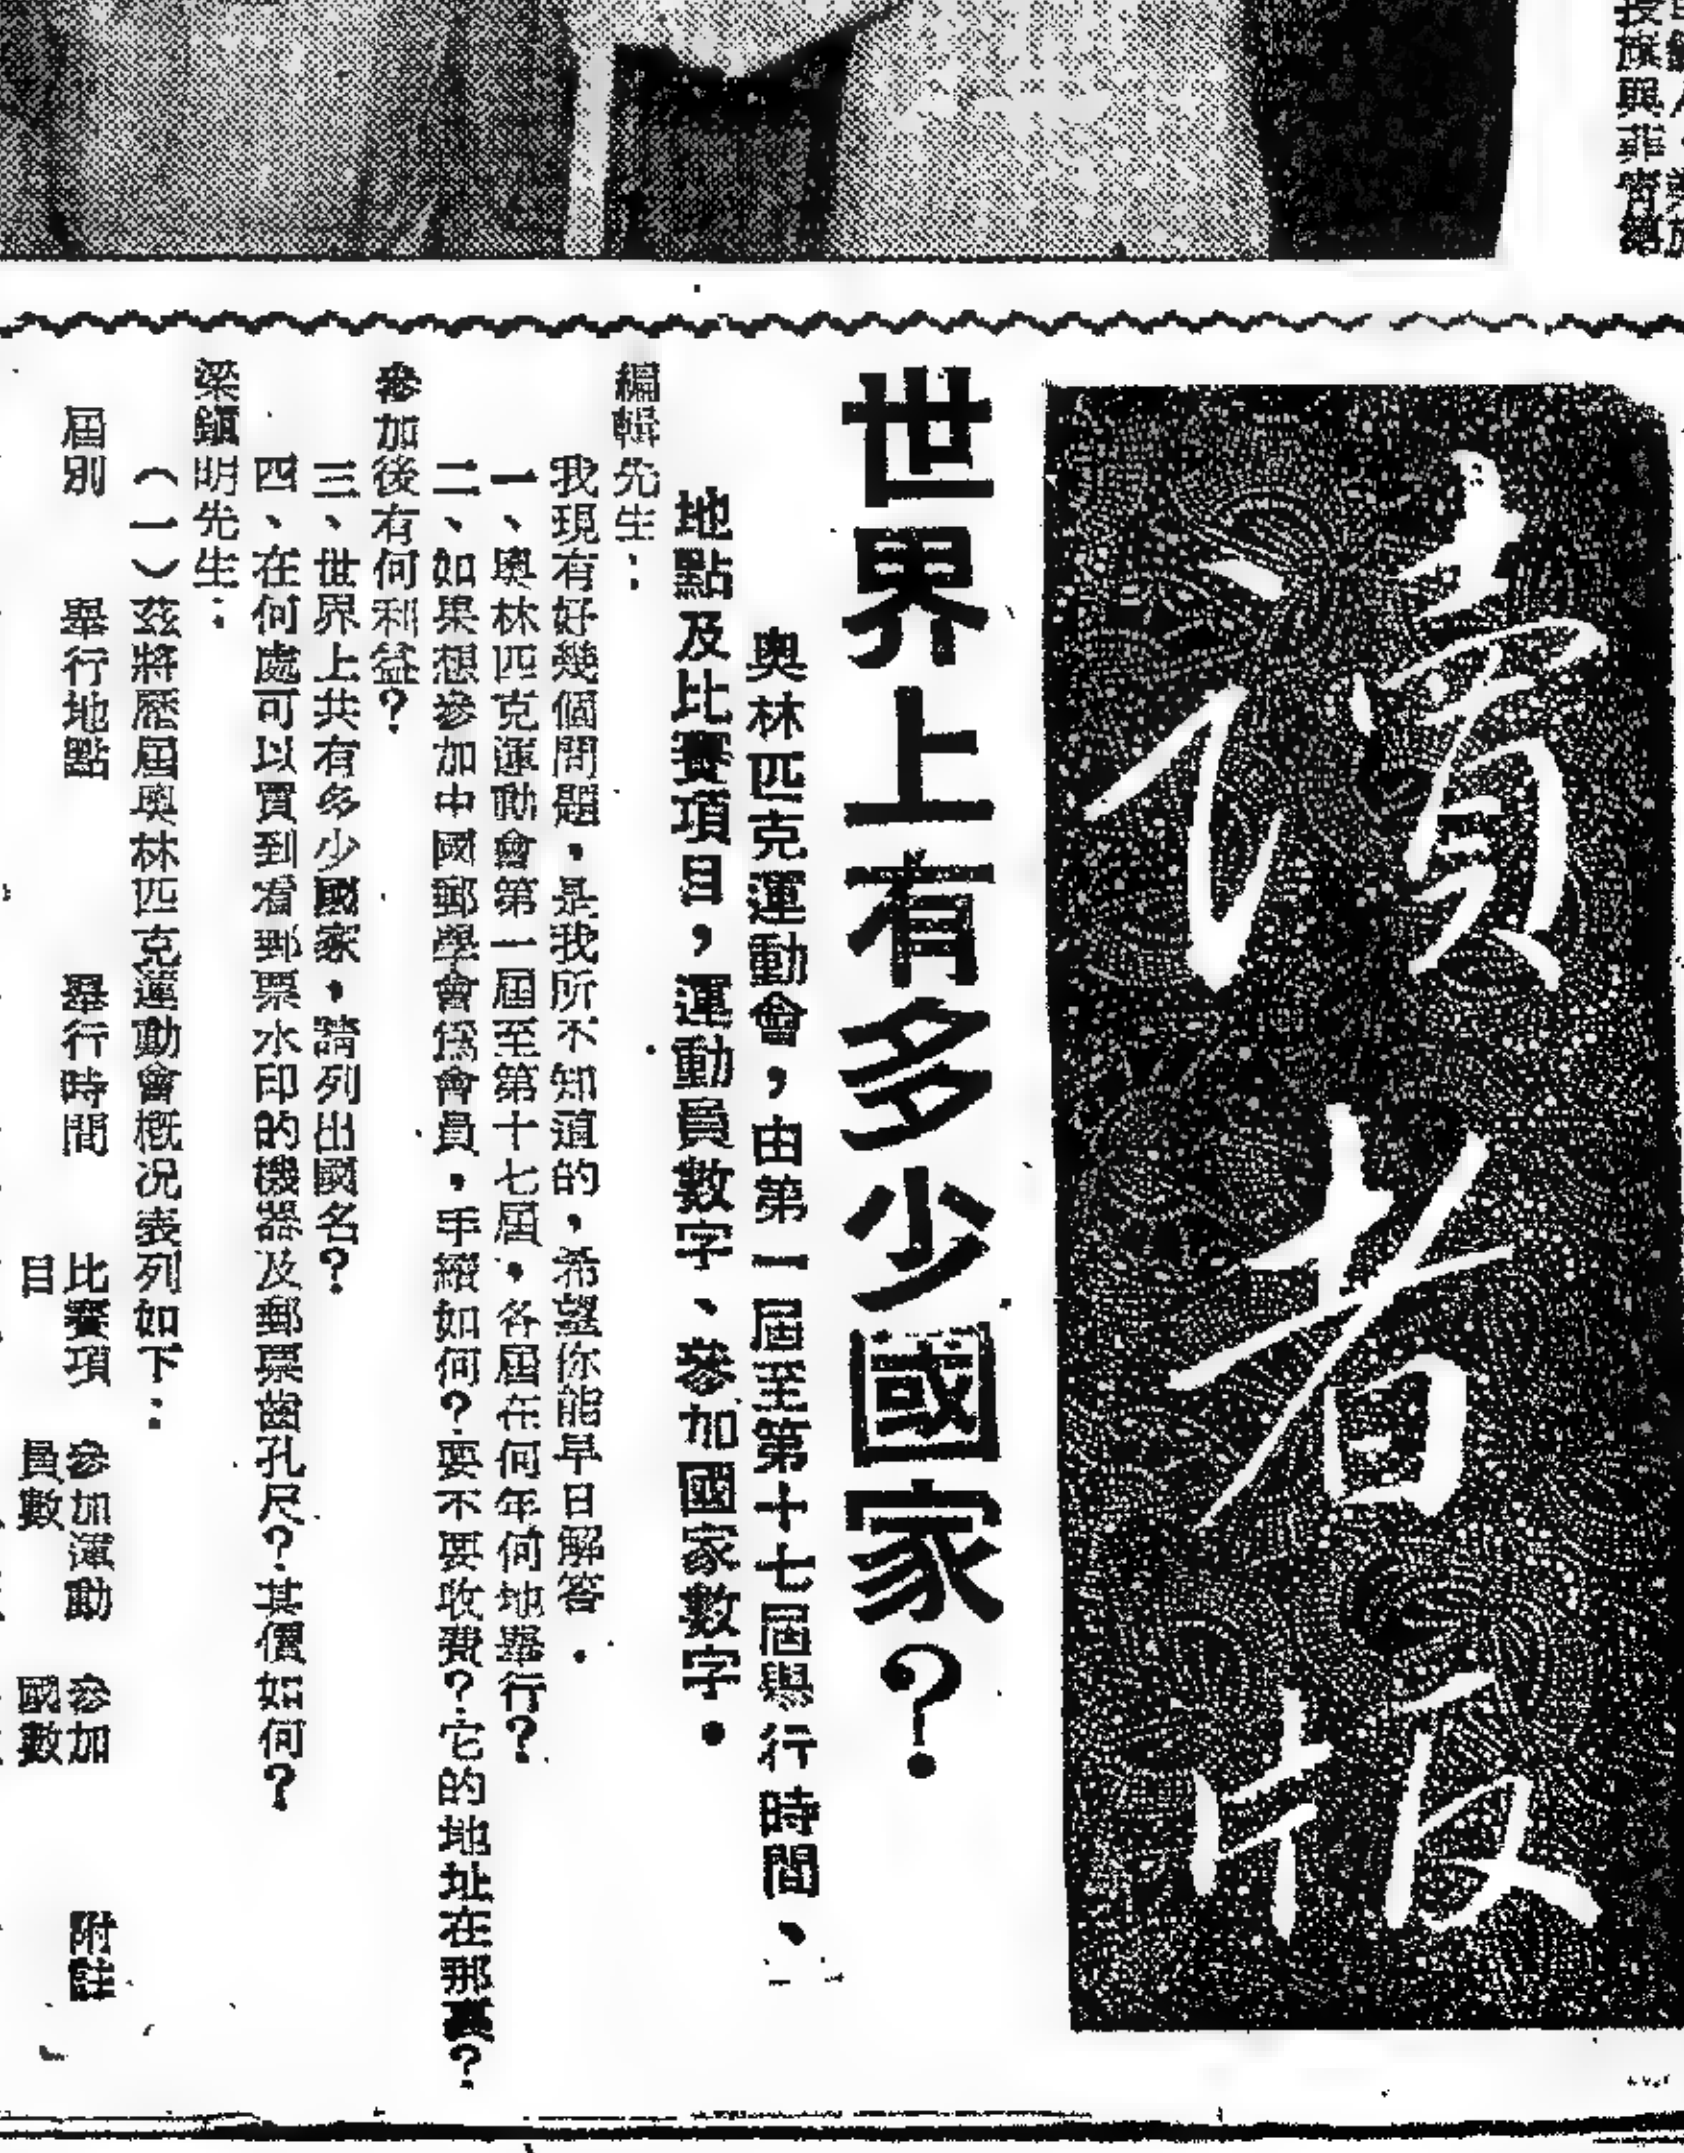 讀者版
世界上有多少國家？
奧林匹克運動會，由第一屆至第十七屆舉行時間、
地點及比賽項目，運動員數字、參加國家數字．
編輯先生：
我現有好幾個問題，是我所不知道的，希望你能早日解答．
一、奧林匹克運動會第一屆至第十七屆，各屆在何年何地舉行？
二、如果想參加中國郵學會爲會員，手續如何？要不要收費？它的地址在那裏？
參加後有何利益？
三、世界上共有多少國家，請列出國名？
四、在何處可以買到看郵票水印的機器及郵票齒孔尺？其價如何？
梁鎭明先生：
（一）茲將歷屆奧林匹克運動會概況表列如下：
屆別　舉行地點　舉行時間　比賽項目　參加運動員數　參加國數　附註